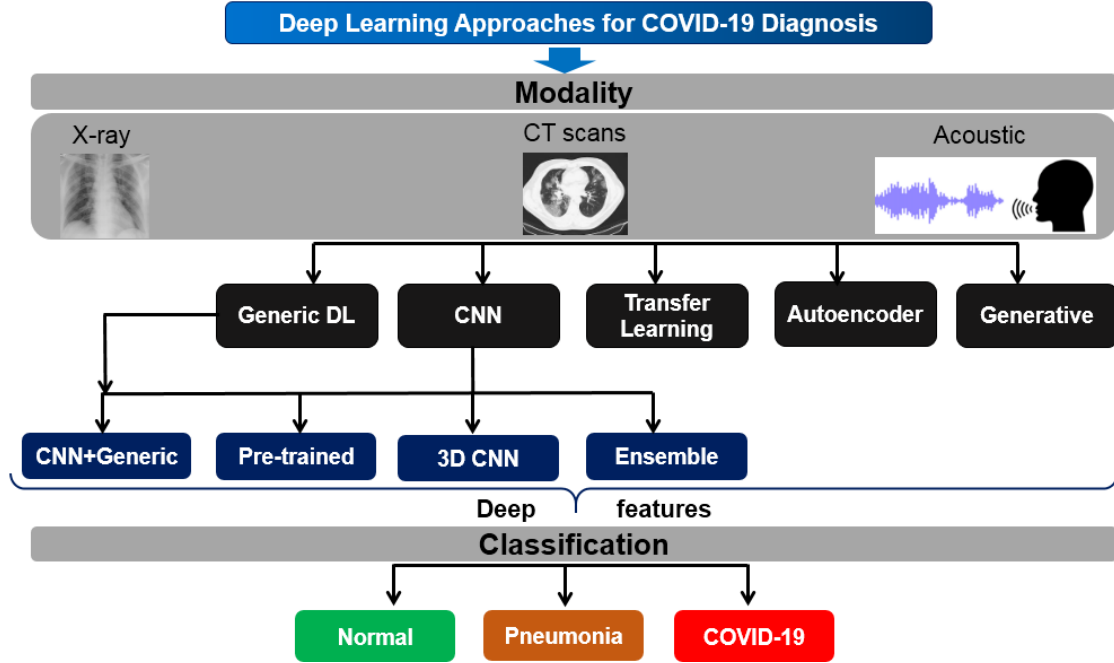 Deep Learning Approaches for COVID-19 Diagnosis
Modality
X-ray
CT scans
Acoustic
Generic DL
CNN
Transfer
Learning
Autoencoder
Generative
CNN+Generic
Pre-trained
3D CNN
Ensemble
Deep features
Classification
Normal
Pneumonia
COVID-19